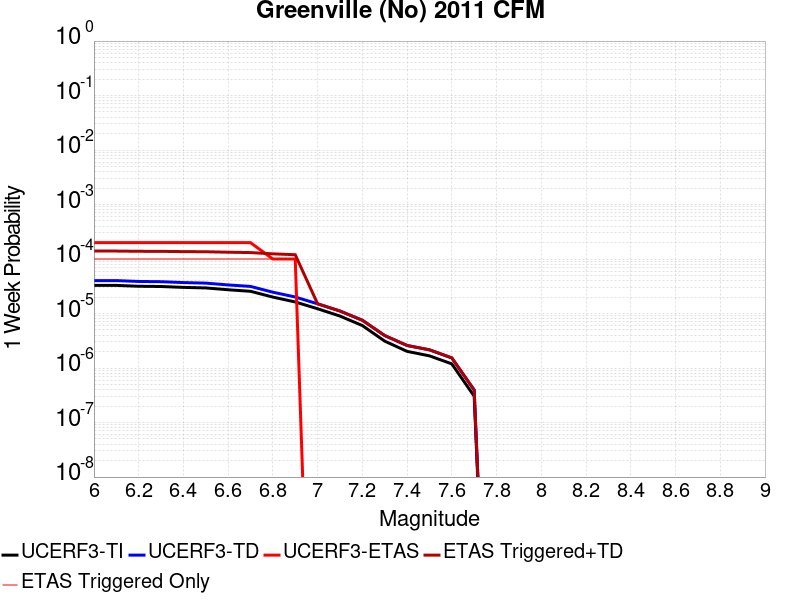 Greenville (No) 2011 CFM
10^0
10^-1
10^-2
10^-3
10^-4
10^-5
10^-6
10^-7
10^-8
1 Week Probability
6 6.2 6.4 6.6 6.8 7 7.2 7.4 7.6 7.8 8 8.2 8.4 8.6 8.8 9
Magnitude
UCERF3-TI UCERF3-TD UCERF3-ETAS ETAS Triggered+TD
ETAS Triggered Only